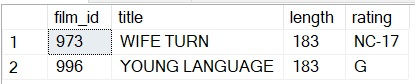 film_id title length rating
1 973 WIFE TURN 183 NC-17
2 996 YOUNG LANGUAGE 183 G